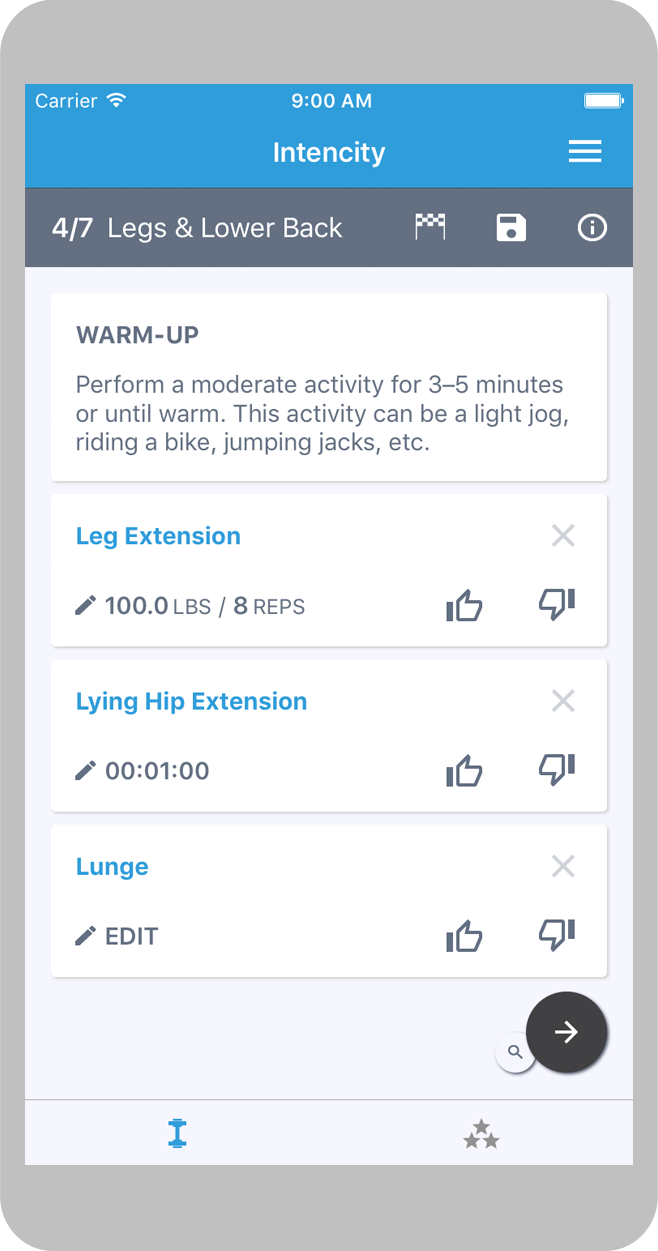 Carrier 9:00 AM
Intencity
4/7 Legs & Lower Back
WARM-UP
Perform a moderate activity for 3–5 minutes
or until warm. This activity can be a light jog,
riding a bike, jumping jacks, etc.
Leg Extension
100.0 LBS / 8 REPS
Lying Hip Extension
00:01:00
Lunge
EDIT